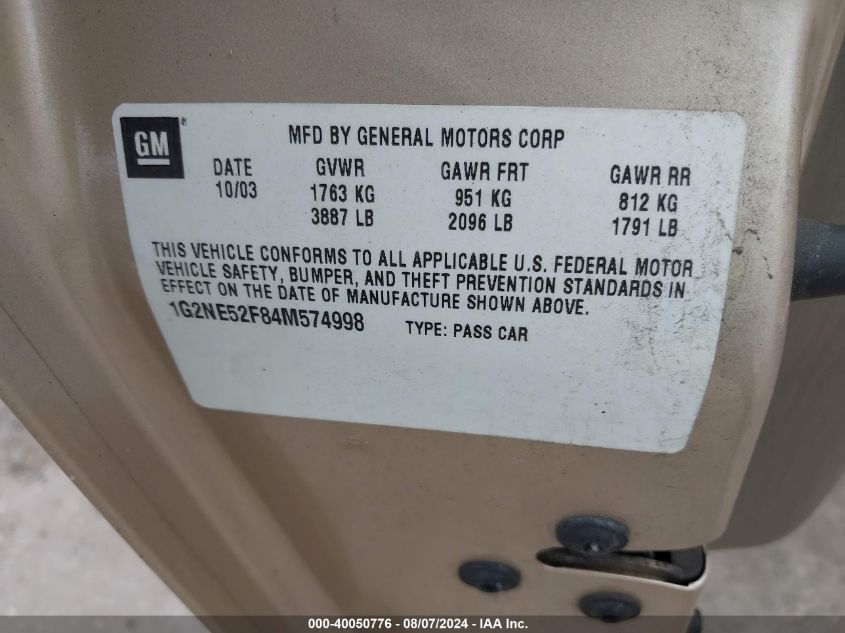 GM ®
MFD BY GENERAL MOTORS CORP
DATE GVWR GAWR FRT GAWR RR
10/03 1763 KG 951 KG 812 KG
3887 LB 2096 LB 1791 LB
THIS VEHICLE CONFORMS TO ALL APPLICABLE U.S. FEDERAL MOTOR
VEHICLE SAFETY, BUMPER, AND THEFT PREVENTION STANDARDS IN
EFFECT ON THE DATE OF MANUFACTURE SHOWN ABOVE.
1G2NE52F84M574998 TYPE: PASS CAR
000-40050776 - 08/07/2024 - IAA Inc.